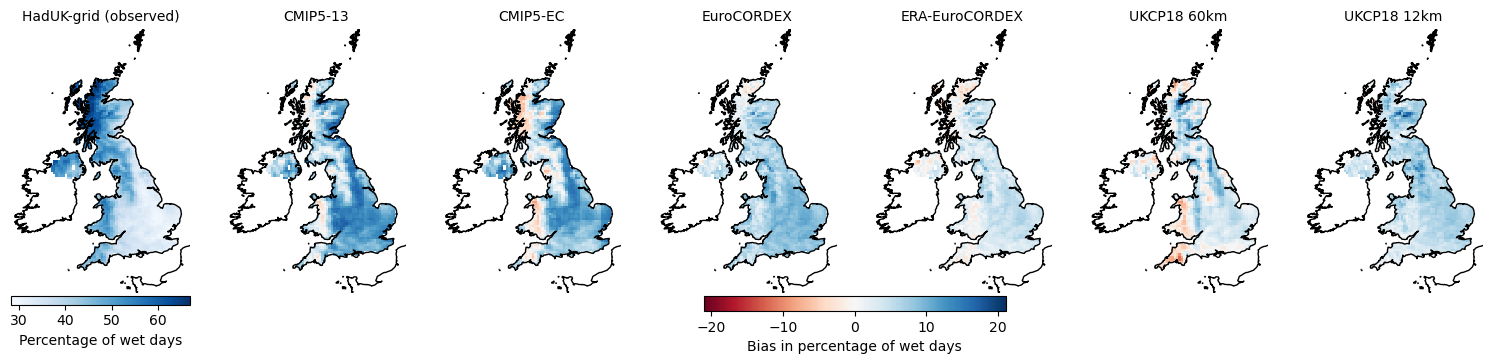 HadUK-grid (observed)
CMIP5-13
CMIP5-EC
EuroCORDEX
ERA-EuroCORDEX
UKCP18 60km
UKCP18 12km
30 40 50 60
Percentage of wet days
−20 −10 0 10 20
Bias in percentage of wet days